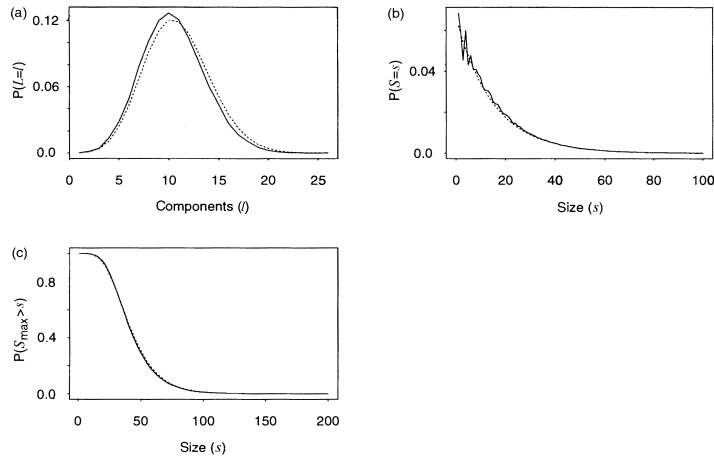 (a)
P(L=l)
0.12
0.06
0.0
0 5 10 15 20 25
Components (l)
(b)
P(S=s)
0.04
0.0
0 20 40 60 80 100
Size (s)
(c)
P(Smax>s)
0.8
0.4
0.0
0 50 100 150 200
Size (s)